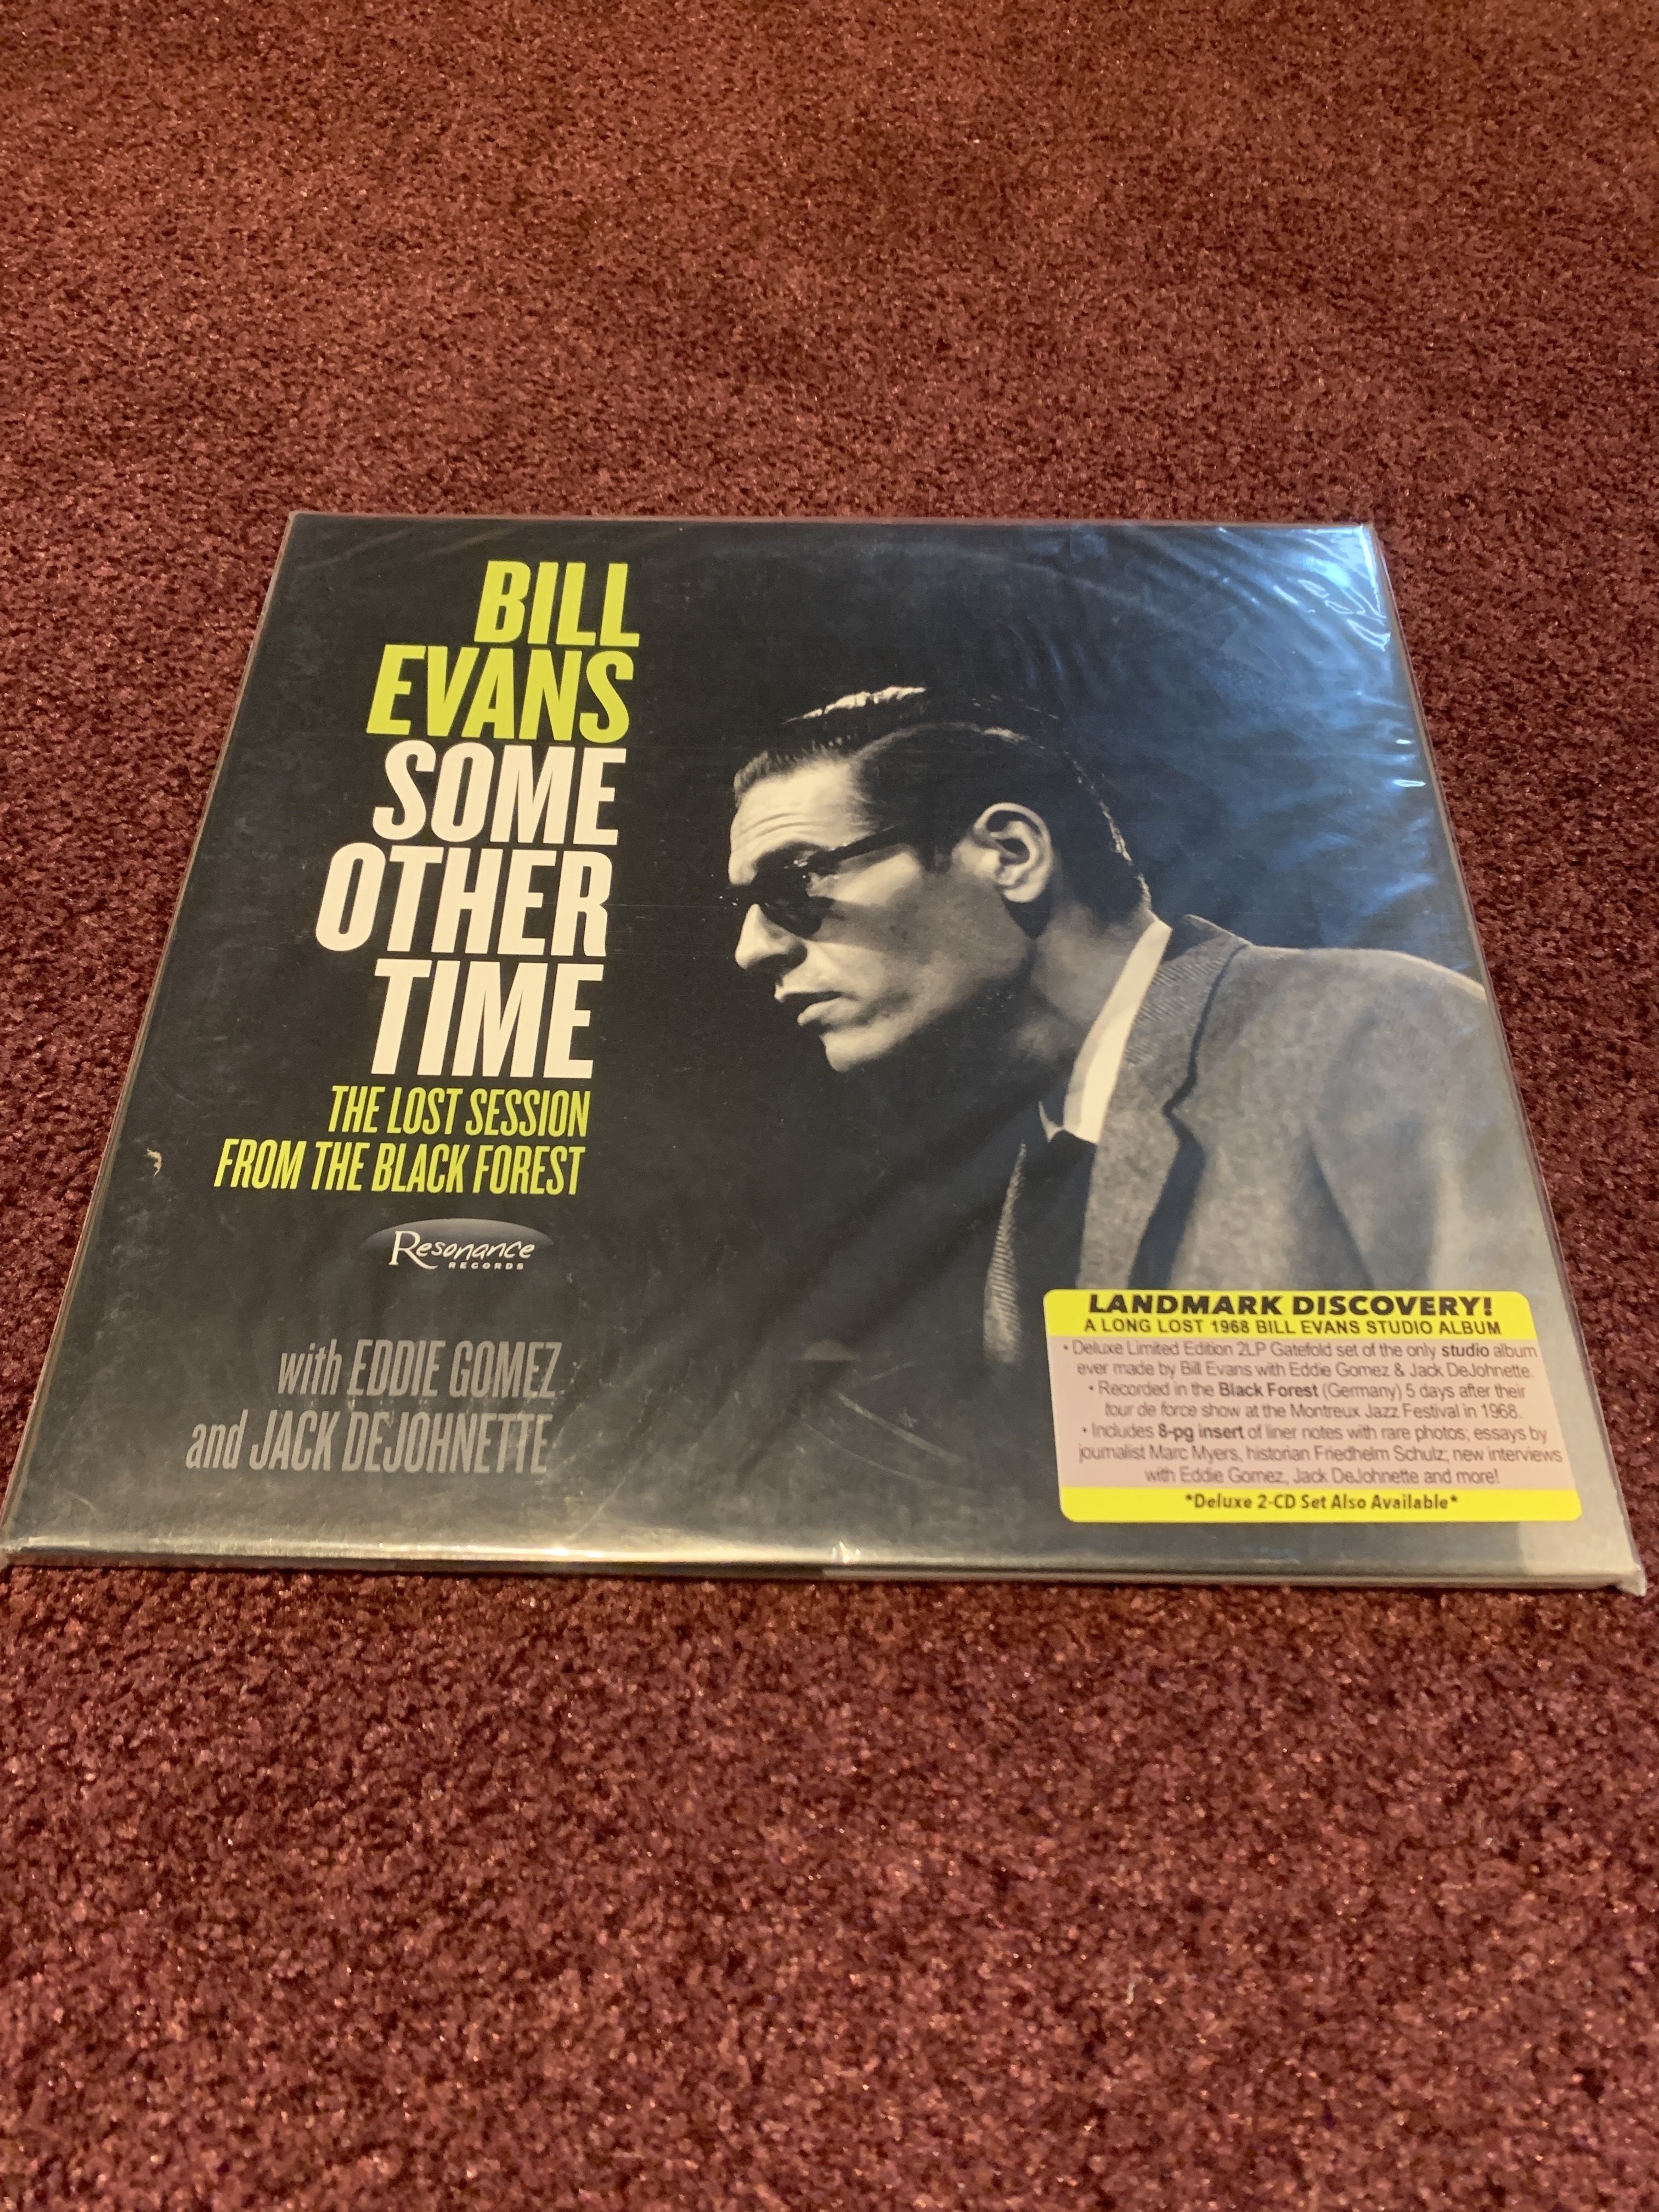 BILL
EVANS
SOME
OTHER
TIME
THE LOST SESSION
FROM THE BLACK FOREST
Resonance
RECORDS
with EDDIE GOMEZ
and JACK DEJOHNETTE
LANDMARK DISCOVERY!
A LONG LOST 1968 BILL EVANS STUDIO ALBUM
• Deluxe Limited Edition 2LP Gatefold set of the only studio album
ever made by Bill Evans with Eddie Gomez & Jack DeJohnette.
• Recorded in the Black Forest (Germany) 5 days after their
tour de force show at the Montreux Jazz Festival in 1968.
• Includes 8-pg insert of liner notes with rare photos; essays by
journalist Marc Myers, historian Friedhelm Schulz; new interviews
with Eddie Gomez, Jack DeJohnette and more!
*Deluxe 2-CD Set Also Available*